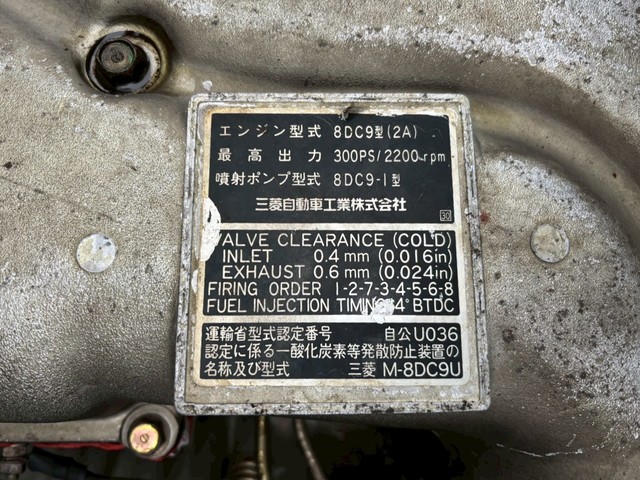 エンジン型式 8DC9型(2A)
最高出力 300PS/2200rpm
噴射ポンプ型式 8DC9-1型
三菱自動車工業株式会社
30
VALVE CLEARANCE (COLD)
INLET 0.4mm (0.016in)
EXHAUST 0.6mm (0.024in)
FIRING ORDER 1-2-7-3-4-5-6-8
FUEL INJECTION TIMING 4° BTDC
運輸省型式認定番号 自公U036
認定に係る一酸化炭素等発散防止装置の
名称及び型式 三菱 M-8DC9U